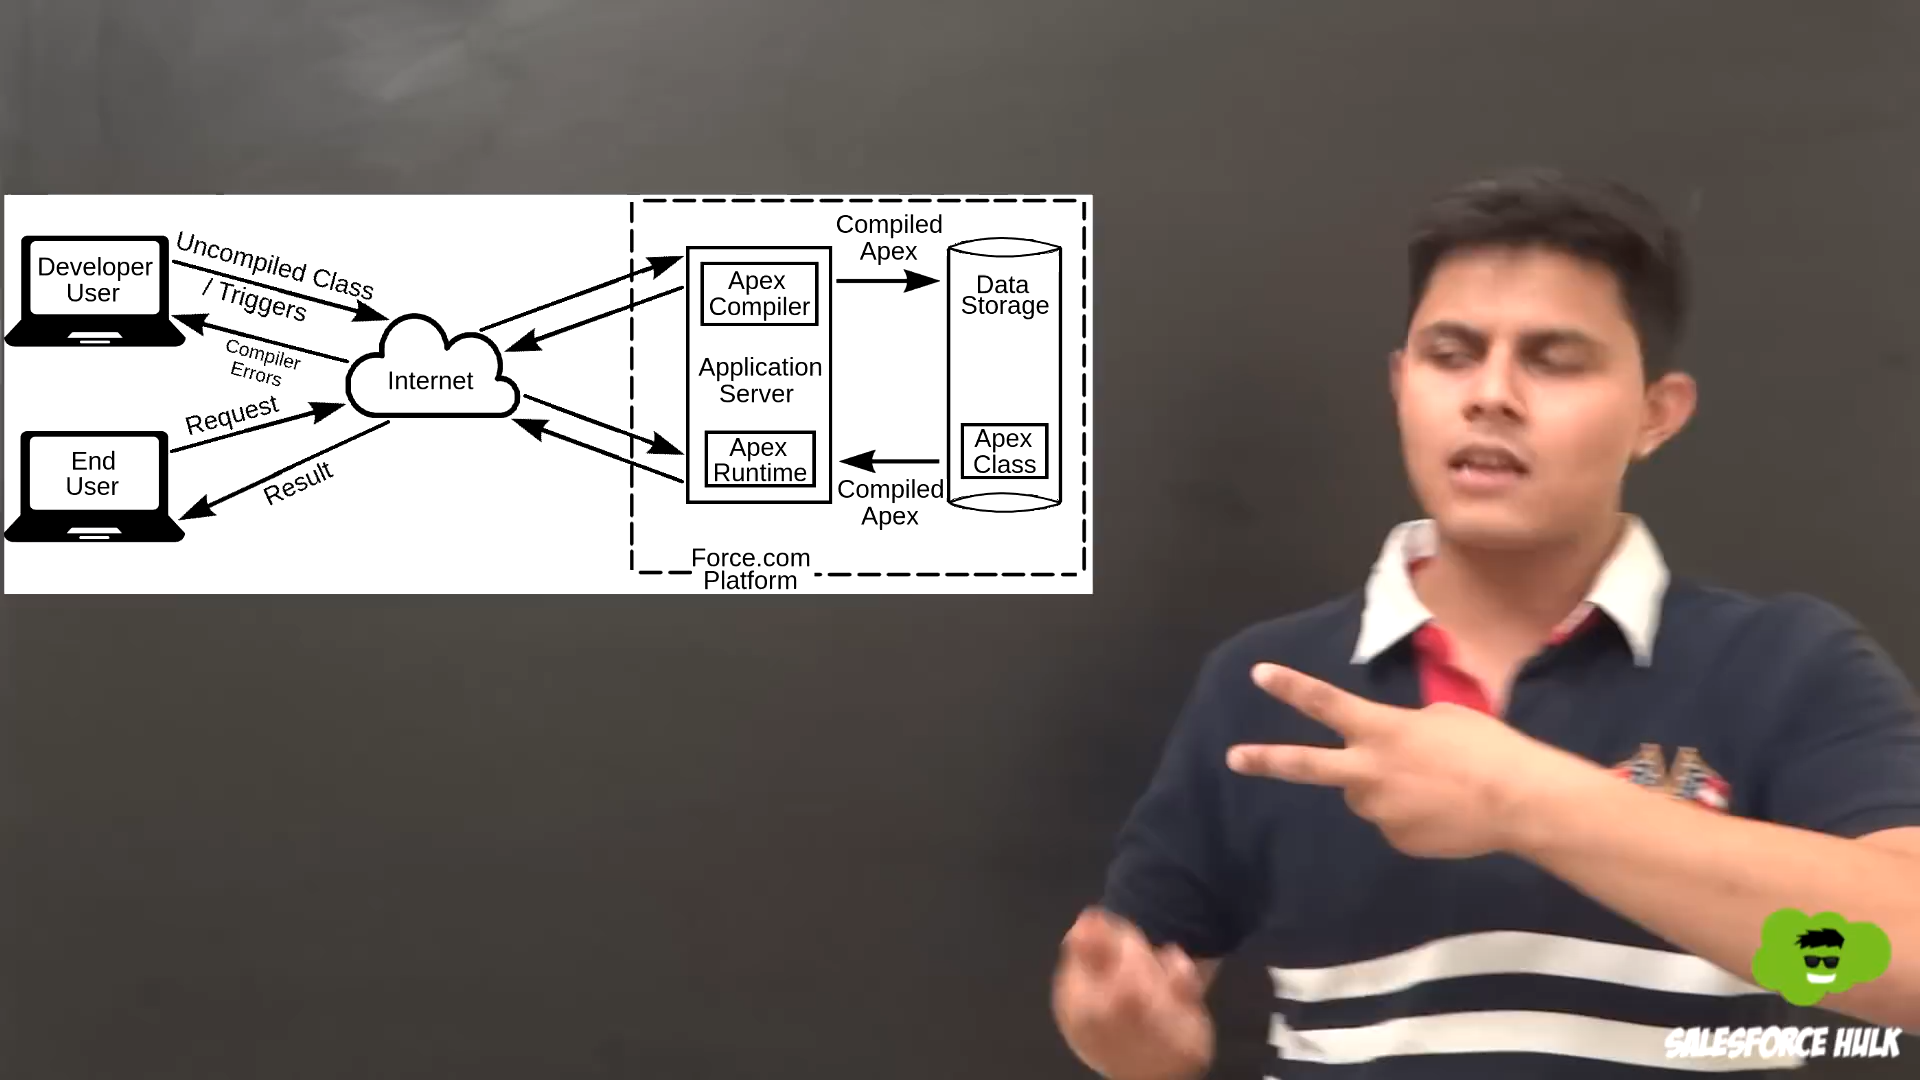 Developer
User
Uncompiled Class
/ Triggers
Compiler
Errors
Internet
Request
Result
End
User
Apex
Compiler
Application
Server
Apex
Runtime
Compiled
Apex
Data
Storage
Apex
Class
Compiled
Apex
Force.com
Platform
SALESFORCE HULK